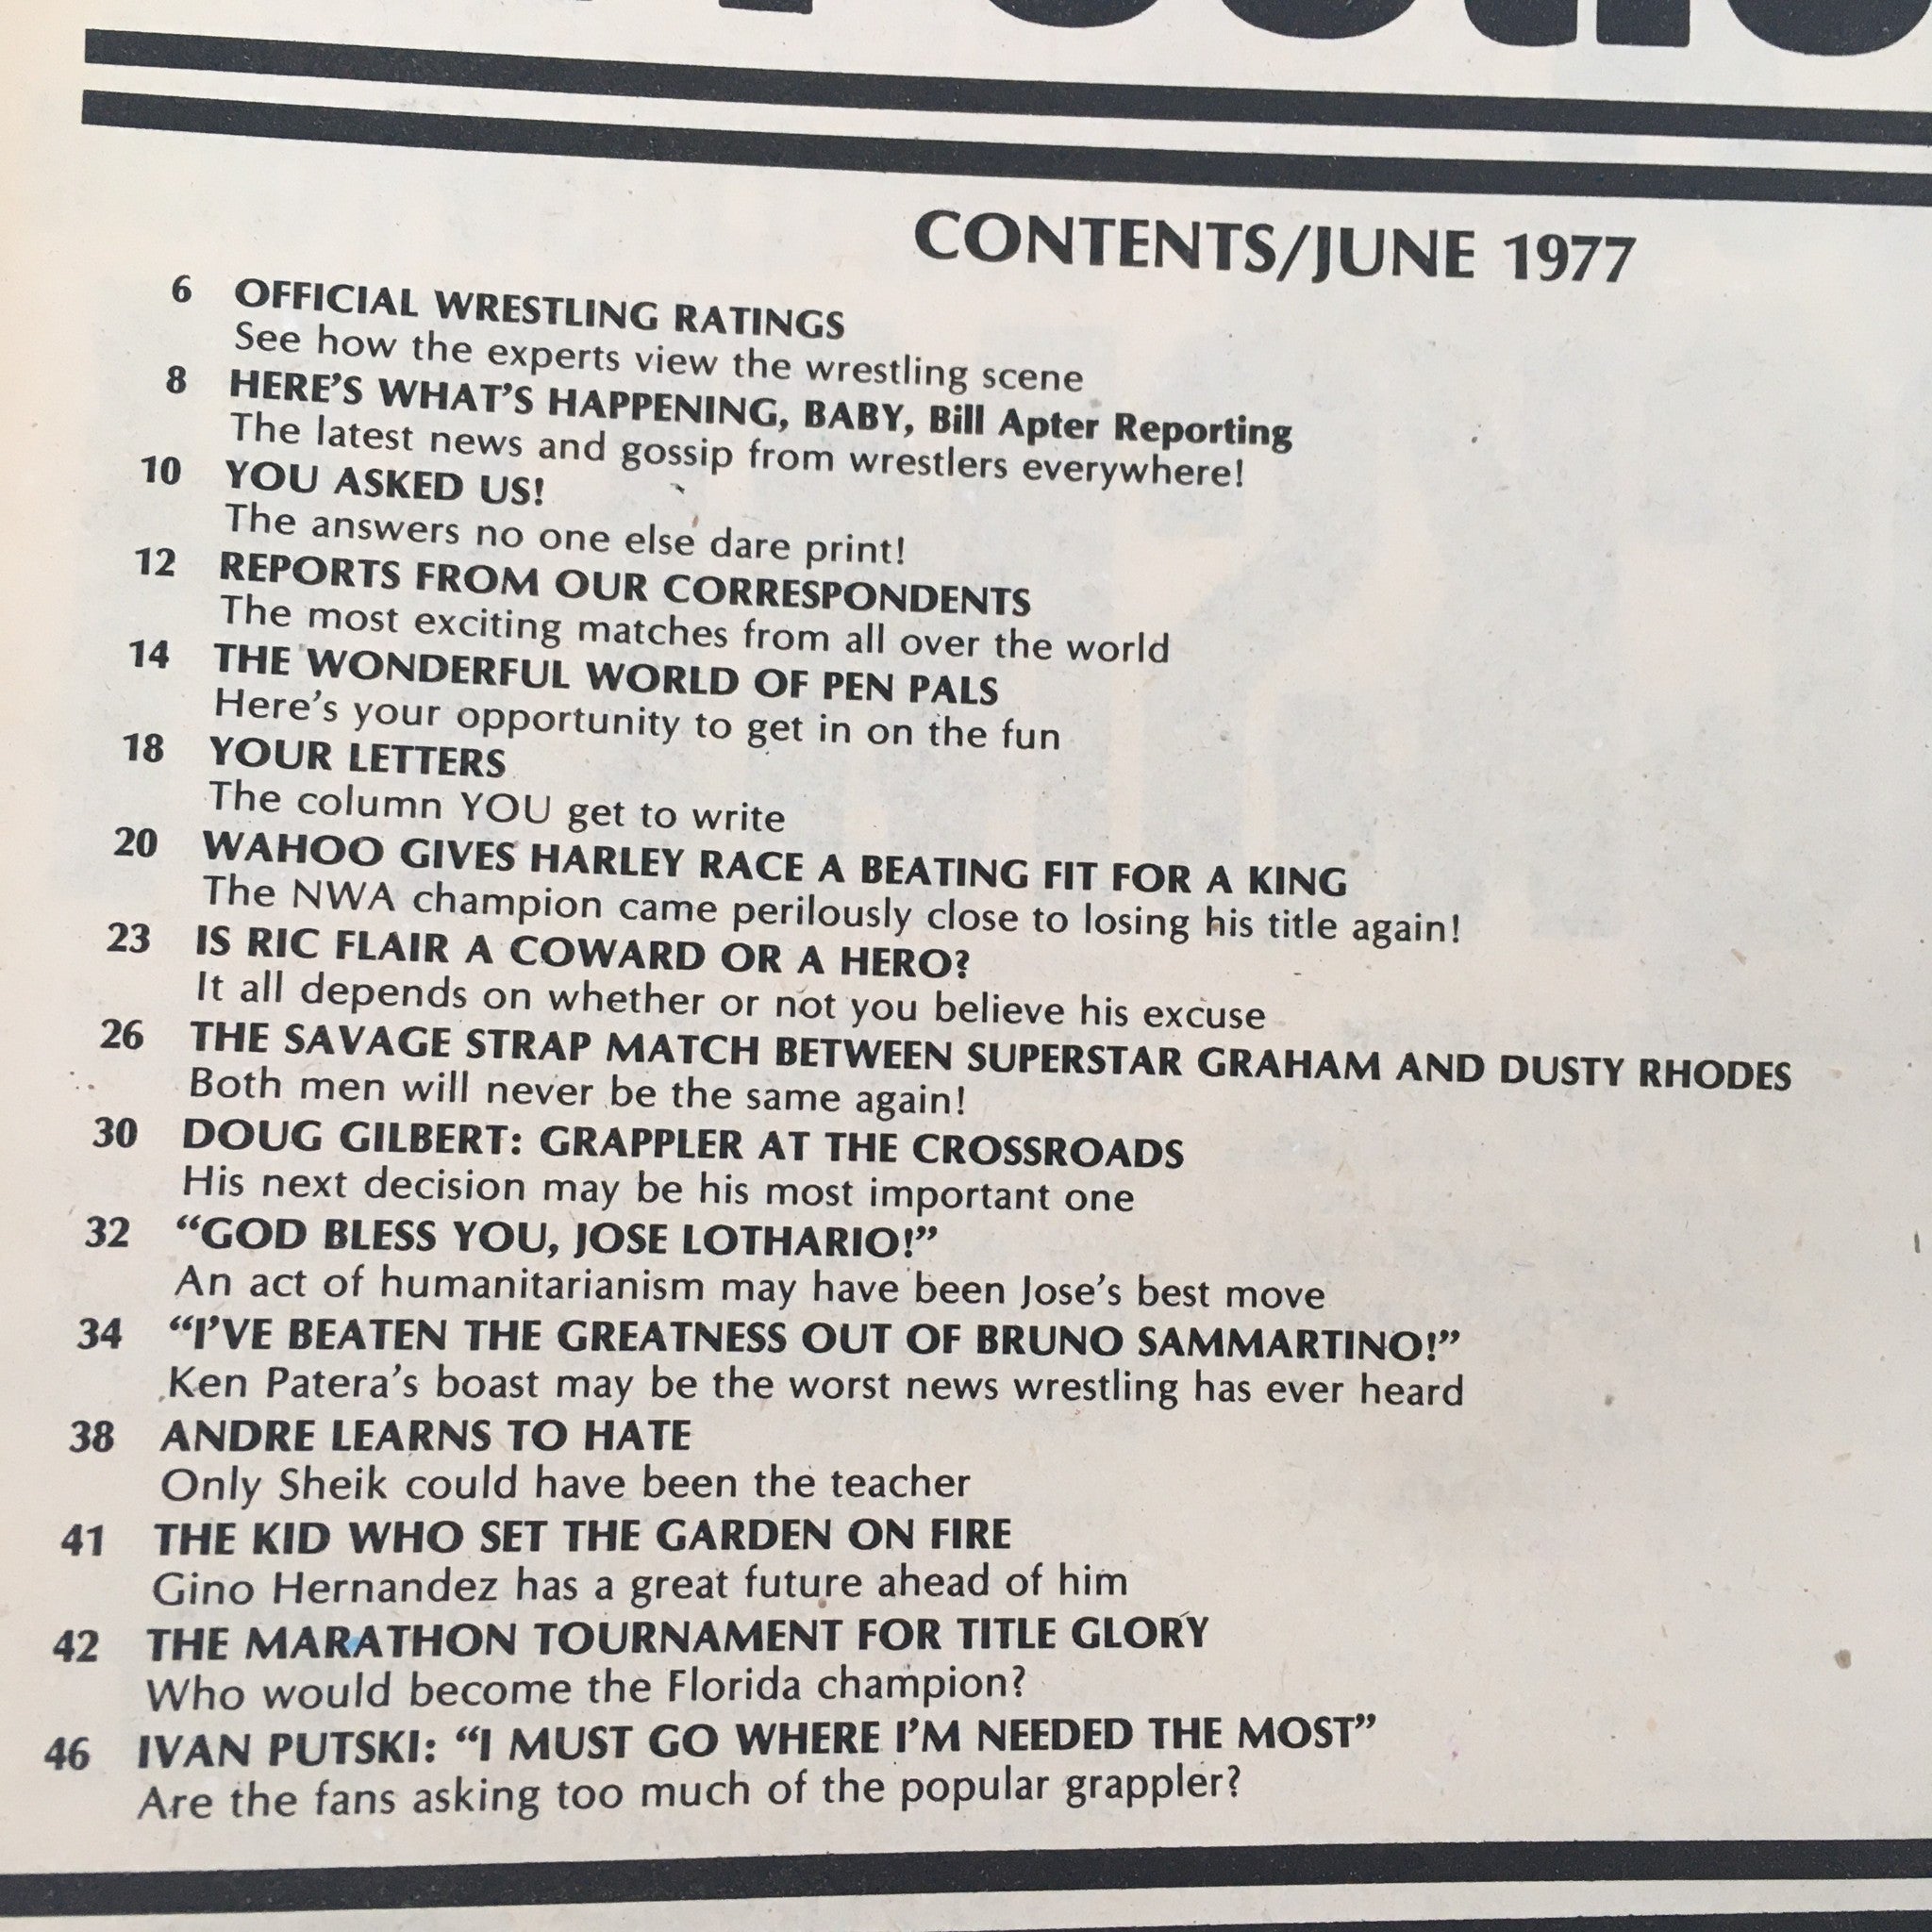 CONTENTS/JUNE 1977
6 OFFICIAL WRESTLING RATINGS
See how the experts view the wrestling scene
8 HERE'S WHAT'S HAPPENING, BABY, Bill Apter Reporting
The latest news and gossip from wrestlers everywhere!
10 YOU ASKED US!
The answers no one else dare print!
12 REPORTS FROM OUR CORRESPONDENTS
The most exciting matches from all over the world
14 THE WONDERFUL WORLD OF PEN PALS
Here's your opportunity to get in on the fun
18 YOUR LETTERS
The column YOU get to write
20 WAHOO GIVES HARLEY RACE A BEATING FIT FOR A KING
The NWA champion came perilously close to losing his title again!
23 IS RIC FLAIR A COWARD OR A HERO?
It all depends on whether or not you believe his excuse
26 THE SAVAGE STRAP MATCH BETWEEN SUPERSTAR GRAHAM AND DUSTY RHODES
Both men will never be the same again!
30 DOUG GILBERT: GRAPPLER AT THE CROSSROADS
His next decision may be his most important one
32 “GOD BLESS YOU, JOSE LOTHARIO!”
An act of humanitarianism may have been Jose's best move
34 “I'VE BEATEN THE GREATNESS OUT OF BRUNO SAMMARTINO!”
Ken Patera's boast may be the worst news wrestling has ever heard
38 ANDRE LEARNS TO HATE
Only Sheik could have been the teacher
41 THE KID WHO SET THE GARDEN ON FIRE
Gino Hernandez has a great future ahead of him
42 THE MARATHON TOURNAMENT FOR TITLE GLORY
Who would become the Florida champion?
46 IVAN PUTSKI: “I MUST GO WHERE I'M NEEDED THE MOST”
Are the fans asking too much of the popular grappler?